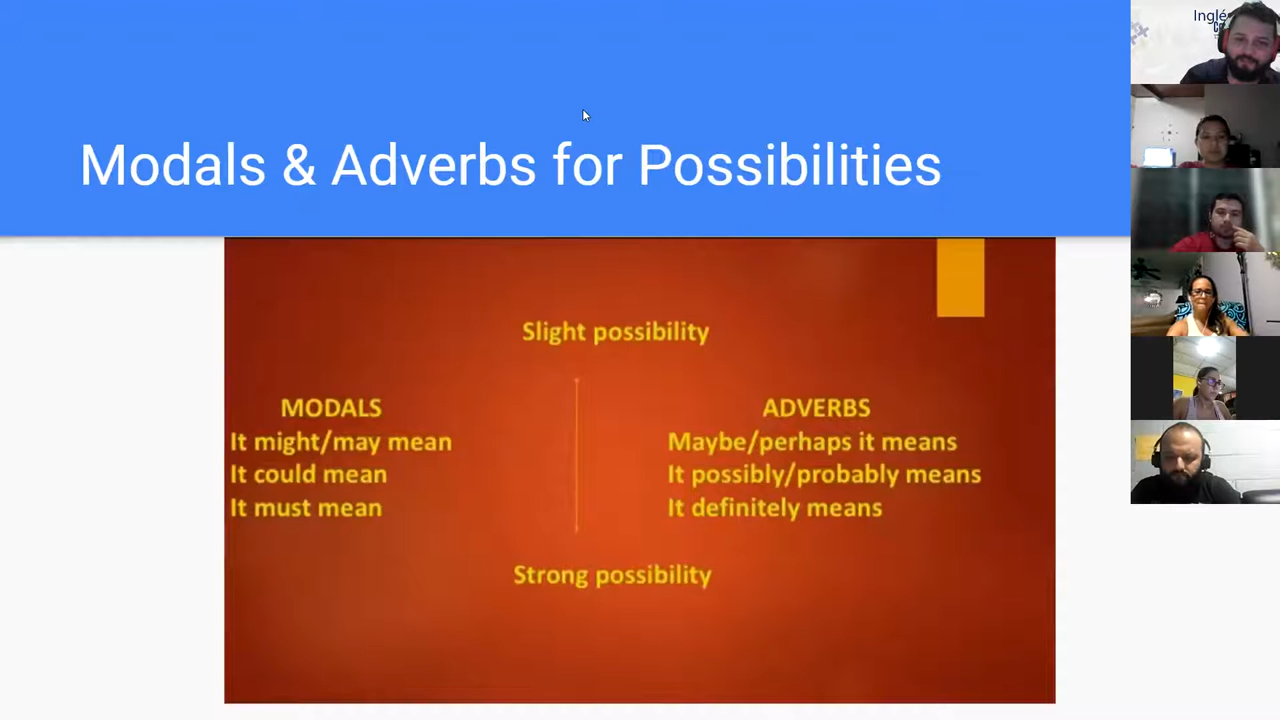 Modals & Adverbs for Possibilities
Slight possibility
MODALS
It might/may mean
It could mean
It must mean
ADVERBS
Maybe/perhaps it means
It possibly/probably means
It definitely means
Strong possibility